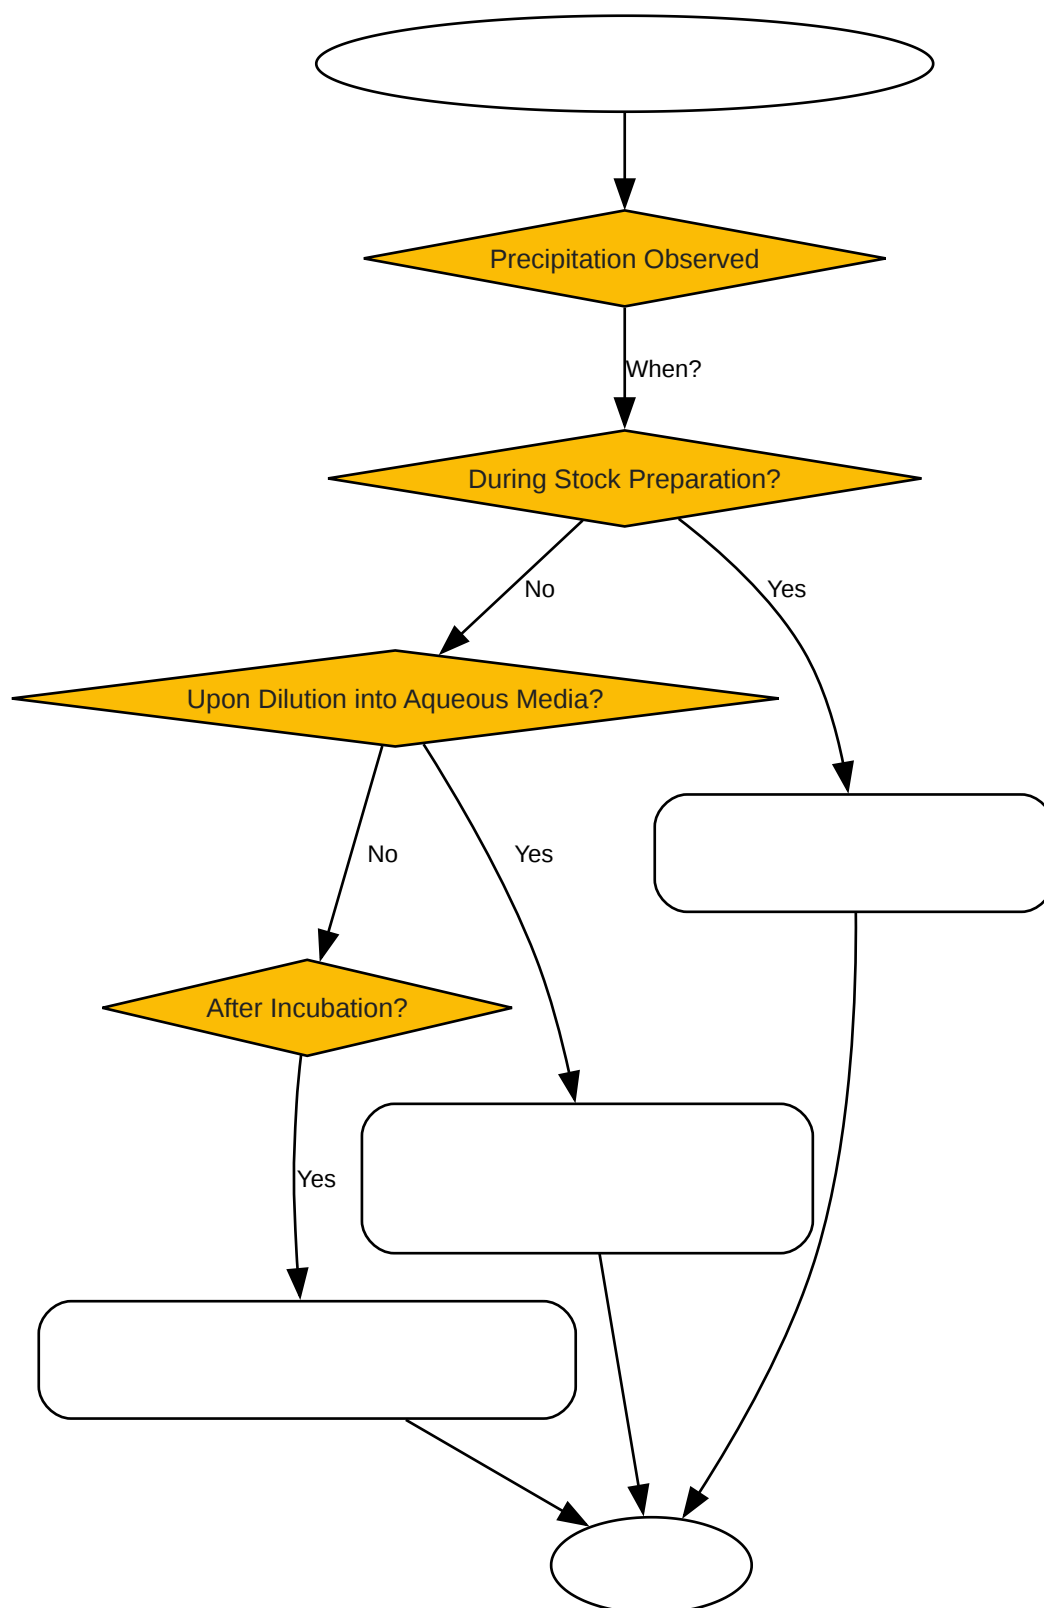 Precipitation Observed
When?
During Stock Preparation?
No
Yes
Upon Dilution into Aqueous Media?
No
Yes
After Incubation?
Yes